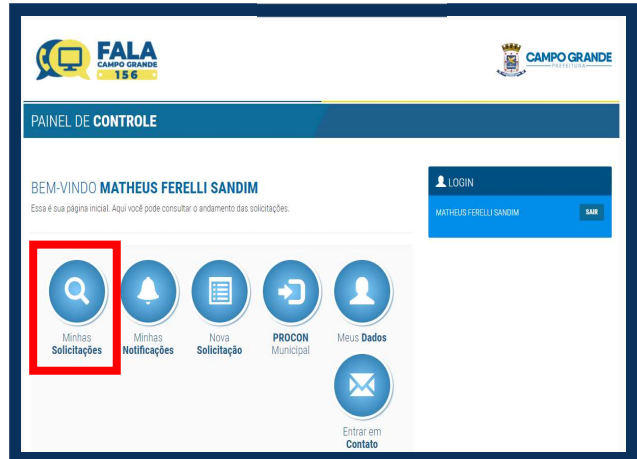 FALA
CAMPO GRANDE
156
CAMPO GRANDE
PREFEITURA
PAINEL DE CONTROLE
BEM-VINDO MATHEUS FERELLI SANDIM
Essa é sua página inicial. Aqui você pode consultar o andamento das solicitações.
LOGIN
MATHEUS FERELLI SANDIM
SAIR
Minhas
Solicitações
Minhas
Notificações
Nova
Solicitação
PROCON
Municipal
Meus Dados
Entrar em
Contato